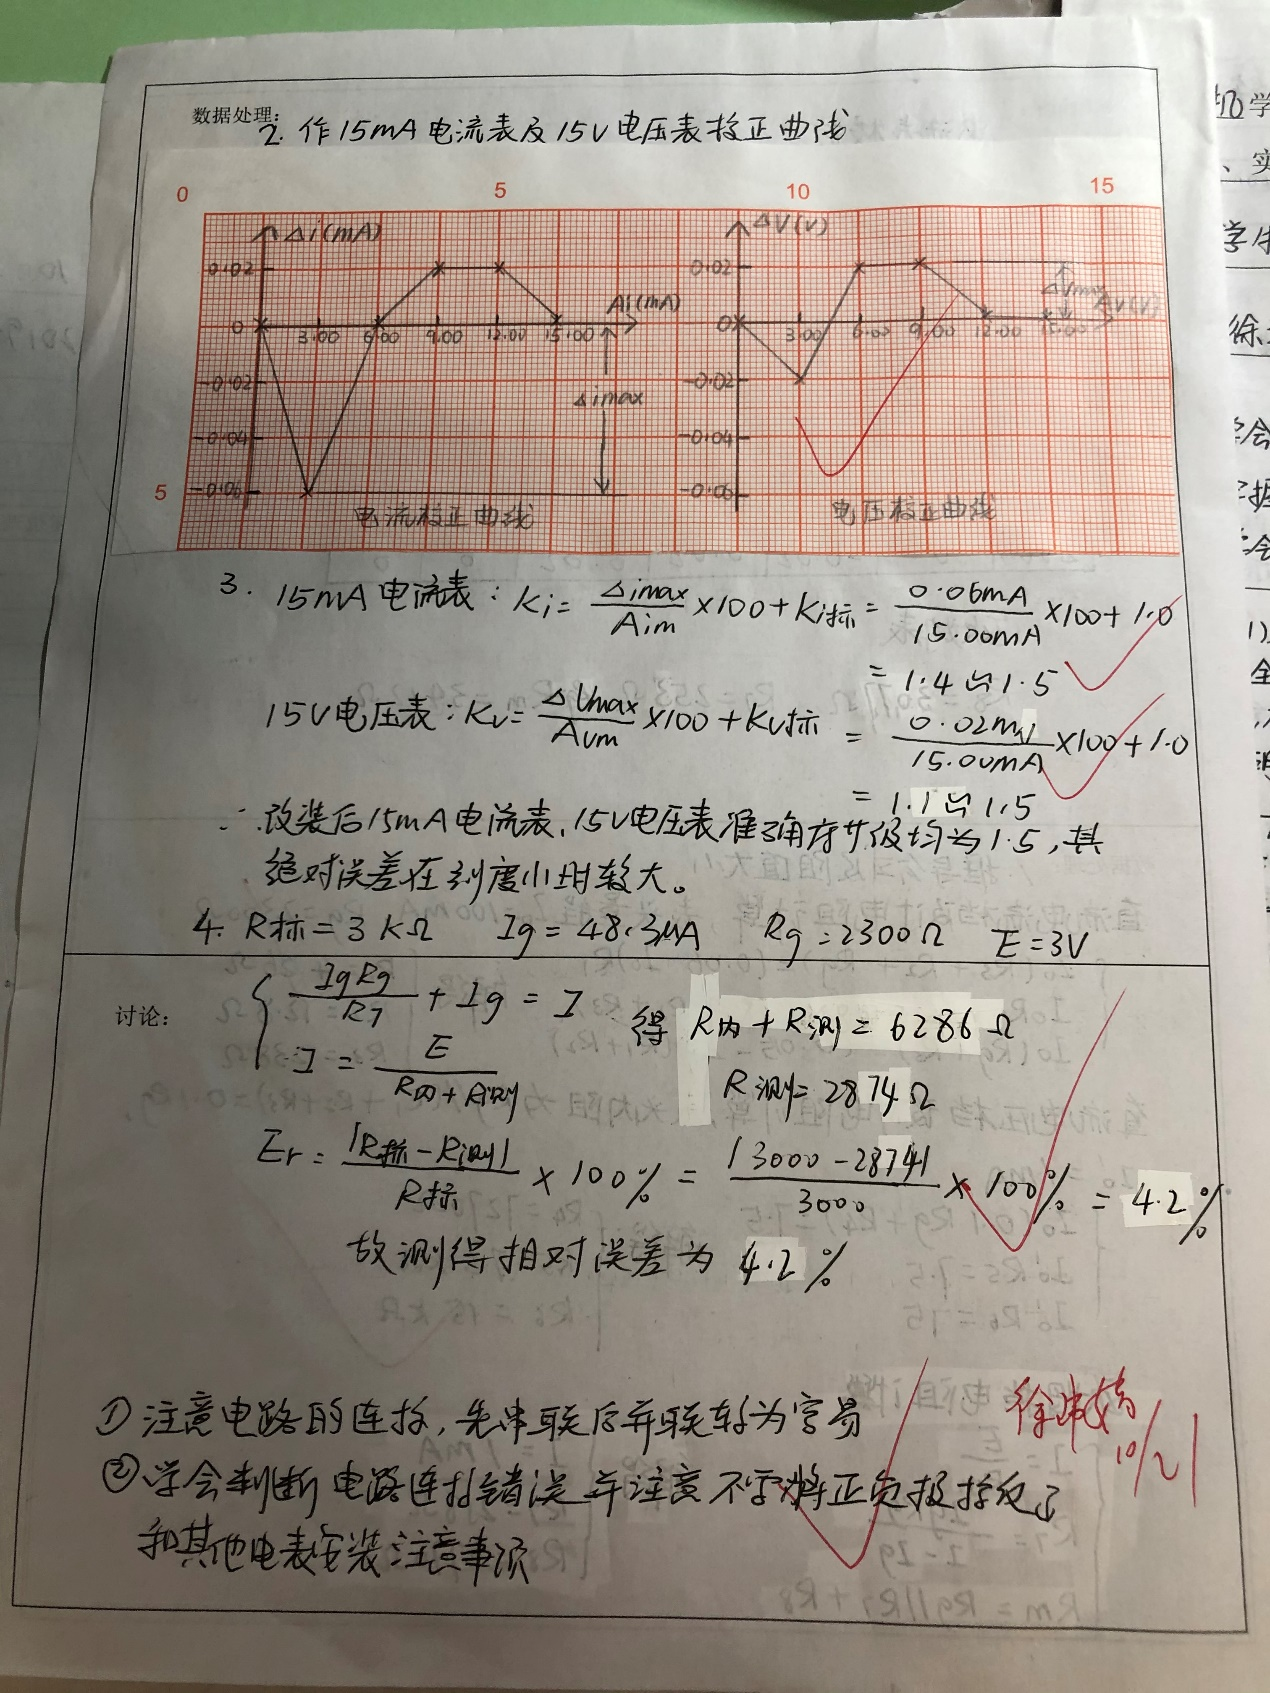 数据处理:
2. 作15mA电流表及15V电压表校正曲线
0 5 10 15
Δi(mA) ΔV(V)
0.02 0.02
Ai(mA) ΔVmax Av(V)
0 3.00 6.00 9.00 12.00 15.00 0 3.00 6.00 9.00 12.00 15.00
-0.02 -0.02
Δimax
-0.04 -0.04
5 -0.06 -0.06
电流校正曲线 电压校正曲线
3. 15mA电流表: Ki= Δimax/Aim ×100+Ki标= 0.06mA/15.00mA ×100+1.0
= 1.4 ≌ 1.5
15V电压表: Kv= ΔUmax/Avm ×100+Kv标 = 0.02mV/15.00mA ×100+1.0
= 1.1 ≌ 1.5
∴改装后15mA电流表、15V电压表准确度等级均为1.5,其
绝对误差在刻度小时较大。
4. R标=3KΩ Ig=48.3μA Rg=2300Ω E=3V
讨论:
{ IgRg/R7 + Ig = I
I = E/(R内+R测)
得 R内+R测=6286Ω
R测=2874Ω
Er= |R标-R测|/R标 ×100% = |3000-2874|/3000 ×100% = 4.2%
故测得相对误差为4.2%
①注意电路的连接,先串联后并联较为容易
②学会判断电路连接错误并注意不要将正负极接反了
和其他电表安装注意事项
10/21